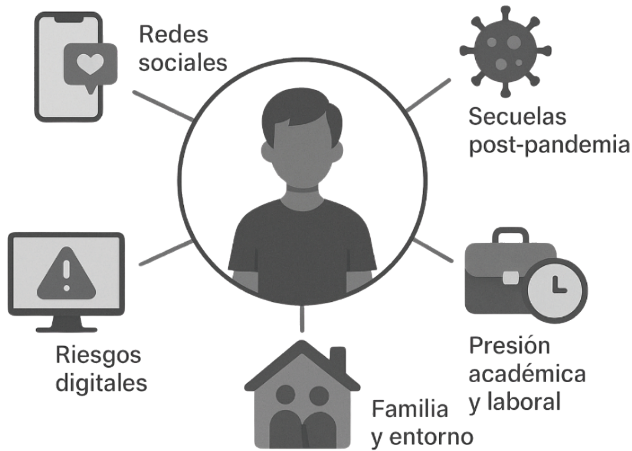 Redes
sociales
Secuelas
post-pandemia
Riesgos
digitales
Presión
académica
y laboral
Familia
y entorno